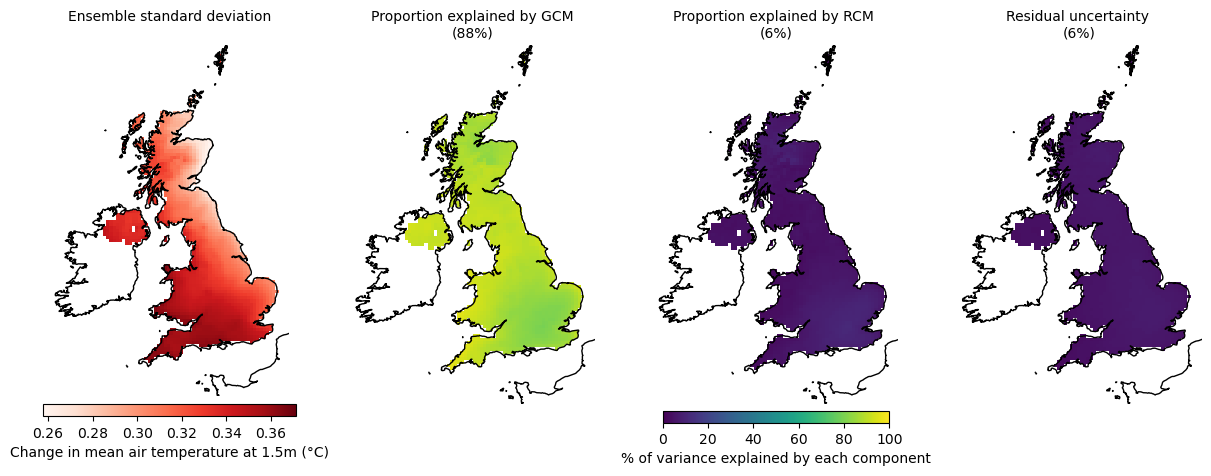 Ensemble standard deviation
Proportion explained by GCM
(88%)
Proportion explained by RCM
(6%)
Residual uncertainty
(6%)
0.26 0.28 0.30 0.32 0.34 0.36
Change in mean air temperature at 1.5m (°C)
0 20 40 60 80 100
% of variance explained by each component